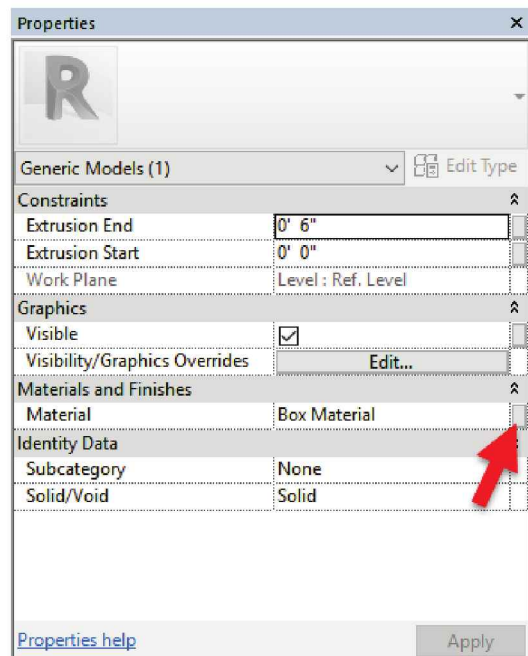 Properties
R
Generic Models (1) Edit Type
Constraints
Extrusion End 0' 6"
Extrusion Start 0' 0"
Work Plane Level : Ref. Level
Graphics
Visible
Visibility/Graphics Overrides Edit...
Materials and Finishes
Material Box Material
Identity Data
Subcategory None
Solid/Void Solid
Properties help Apply